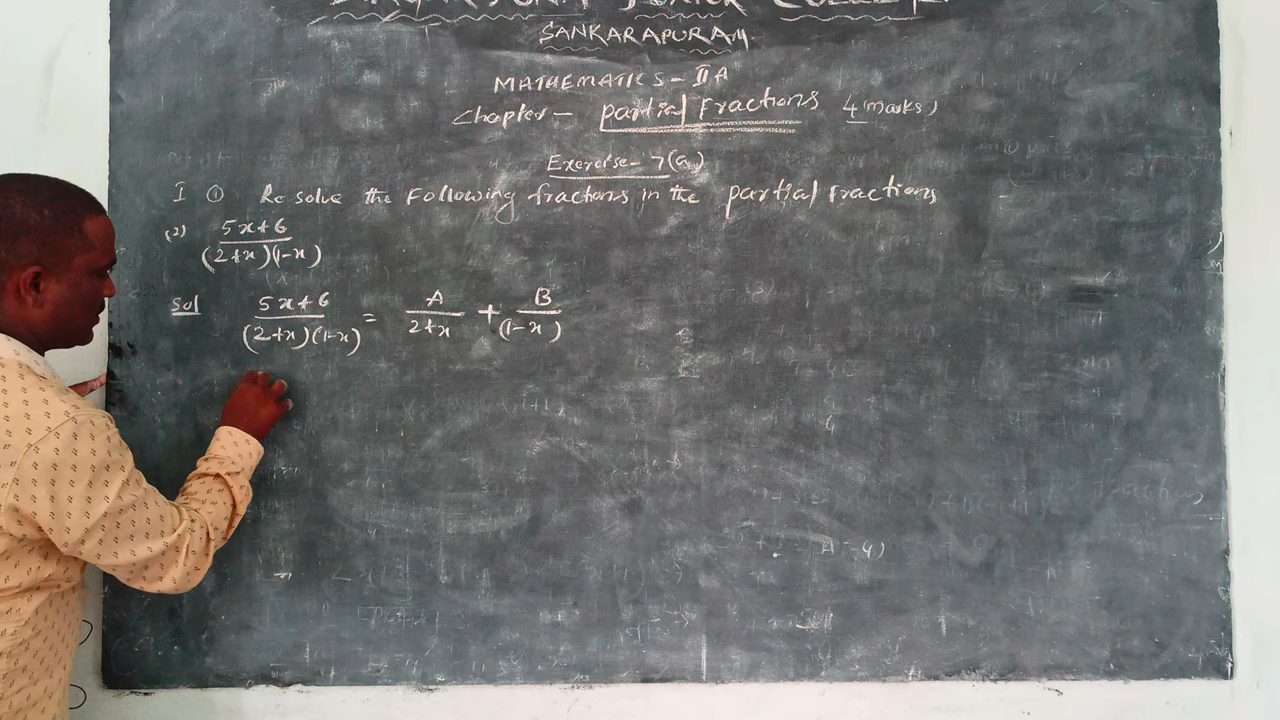 SANKARAPURAM
MATHEMATICS - II A
Chapter - Partial Fractions 4 (marks)
Exercise - 7(a)
I ① Resolve the Following fractions in the partial fractions
(2) 5x+6 / (2+x)(1-x)
Sol 5x+6 / (2+x)(1-x) = A / 2+x + B / (1-x)